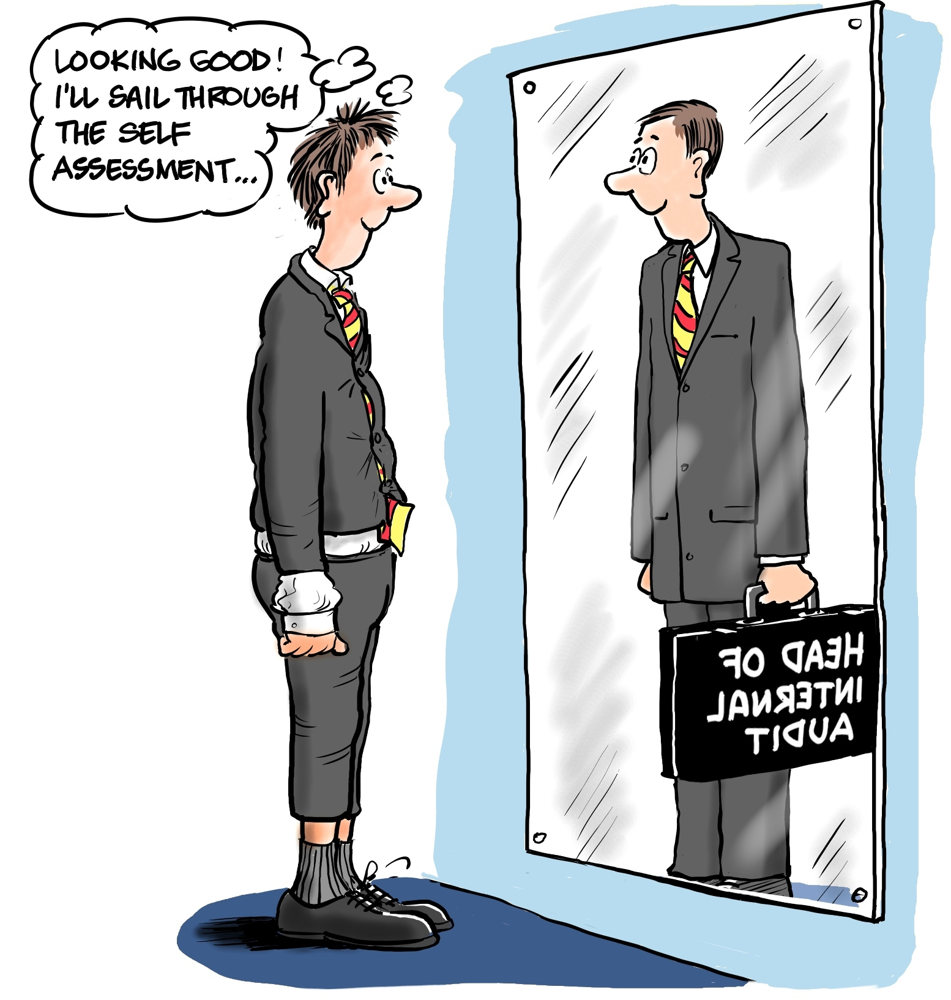 LOOKING GOOD!
I'LL SAIL THROUGH
THE SELF
ASSESSMENT...
HEAD OF
INTERNAL
AUDIT